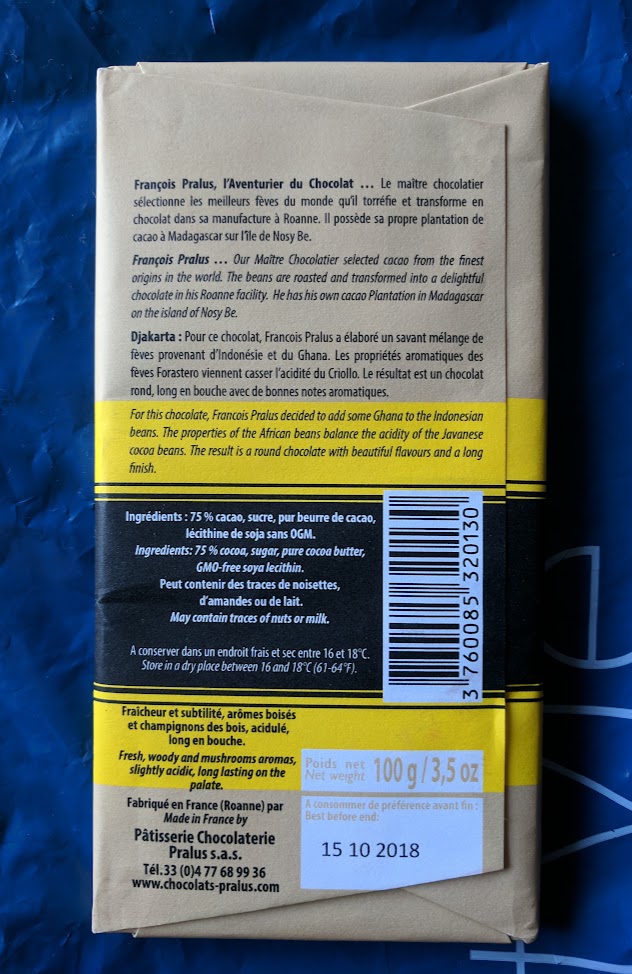 François Pralus, l'Aventurier du Chocolat ... Le maître chocolatier
sélectionne les meilleurs fèves du monde qu'il torréfie et transforme en
chocolat dans sa manufacture à Roanne. Il possède sa propre plantation de
cacao à Madagascar sur l'île de Nosy Be.
François Pralus ... Our Maître Chocolatier selected cacao from the finest
origins in the world. The beans are roasted and transformed into a delightful
chocolate in his Roanne facility. He has his own cacao Plantation in Madagascar
on the island of Nosy Be.
Djakarta : Pour ce chocolat, Francois Pralus a élaboré un savant mélange de
fèves provenant d'Indonésie et du Ghana. Les propriétés aromatiques des
fèves Forastero viennent casser l'acidité du Criollo. Le résultat est un chocolat
rond, long en bouche avec de bonnes notes aromatiques.
For this chocolate, Francois Pralus decided to add some Ghana to the Indonesian
beans. The properties of the African beans balance the acidity of the Javanese
cocoa beans. The result is a round chocolate with beautiful flavours and a long
finish.
Ingrédients : 75 % cacao, sucre, pur beurre de cacao,
lécithine de soja sans OGM.
Ingredients: 75 % cocoa, sugar, pure cocoa butter,
GMO-free soya lecithin.
Peut contenir des traces de noisettes,
d'amandes ou de lait.
May contain traces of nuts or milk.
A conserver dans un endroit frais et sec entre 16 et 18°C.
Store in a dry place between 16 and 18°C (61-64°F).
3 760085 320130
Fraîcheur et subtilité, arômes boisés
et champignons des bois, acidulé,
long en bouche.
Fresh, woody and mushrooms aromas,
slightly acidic, long lasting on the
palate.
Poids net
Net weight 100 g / 3,5 oz
Fabriqué en France (Roanne) par
Made in France by
Pâtisserie Chocolaterie
Pralus s.a.s.
Tél. 33 (0)4 77 68 99 36
www.chocolats-pralus.com
A consommer de préférence avant fin :
Best before end:
15 10 2018